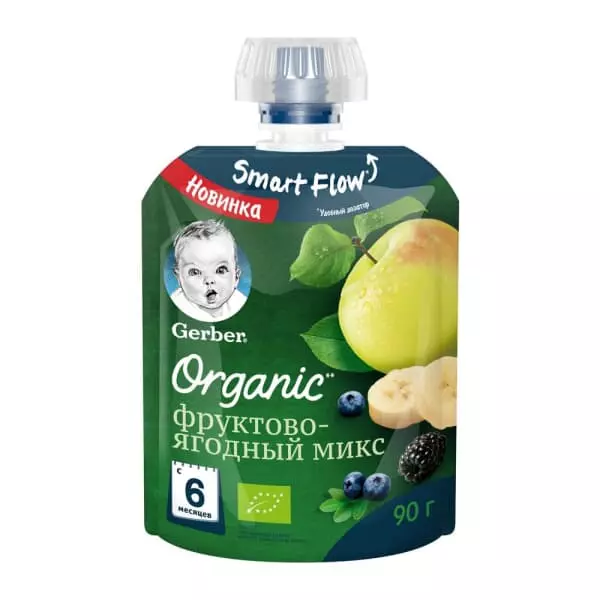 Smart Flow*
Новинка
*Удобный дозатор
Gerber®
Organic**
фруктово-
ягодный микс
с
6
месяцев
90 г